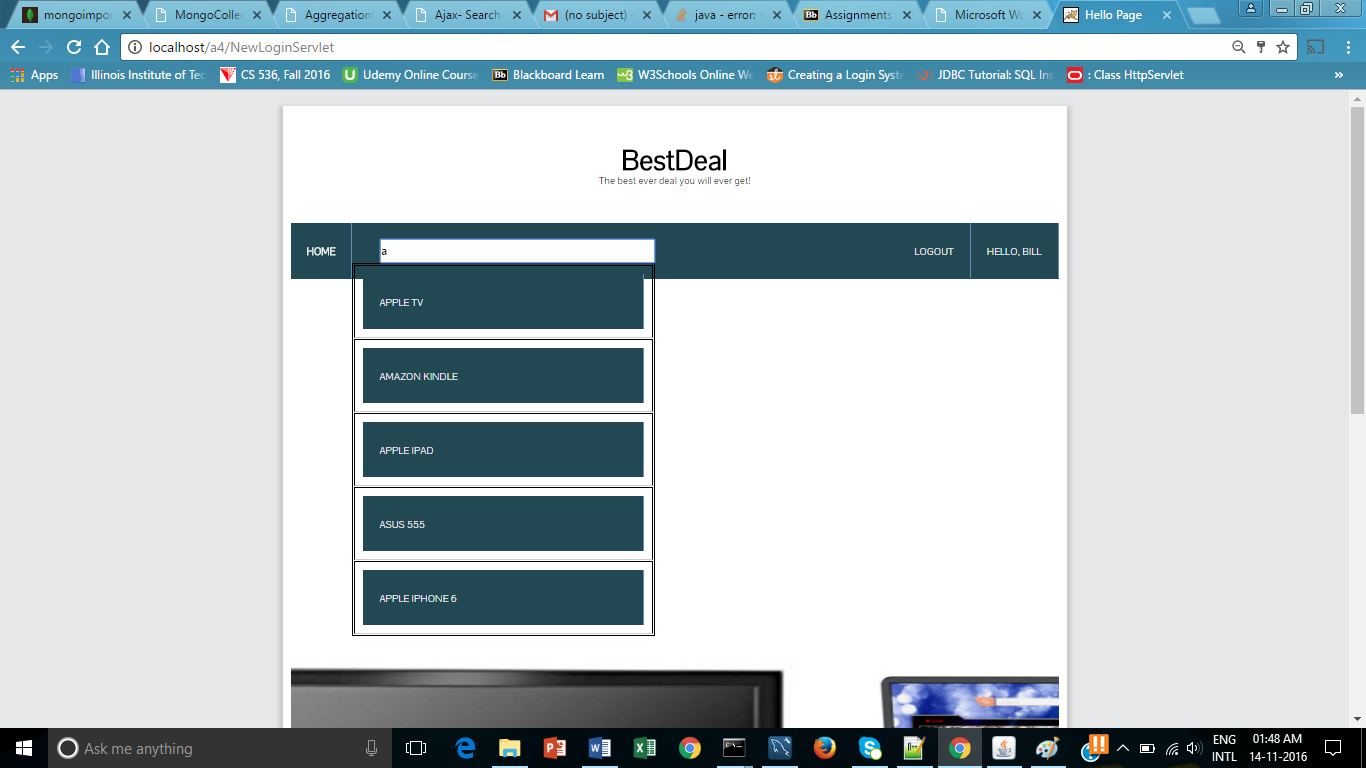 mongoimpor
MongoCollec
Aggregation
Ajax- Search
(no subject) -
java - error:
Assignments
Microsoft Wo
Hello Page
localhost/a4/NewLoginServlet
Apps
Illinois Institute of Tec
CS 536, Fall 2016
Udemy Online Course
Blackboard Learn
W3Schools Online We
Creating a Login Syste
JDBC Tutorial: SQL Ins
: Class HttpServlet
»
BestDeal
The best ever deal you will ever get!
HOME
a
LOGOUT
HELLO, BILL
APPLE TV
AMAZON KINDLE
APPLE IPAD
ASUS 555
APPLE IPHONE 6
Ask me anything
ENG
INTL
01:48 AM
14-11-2016